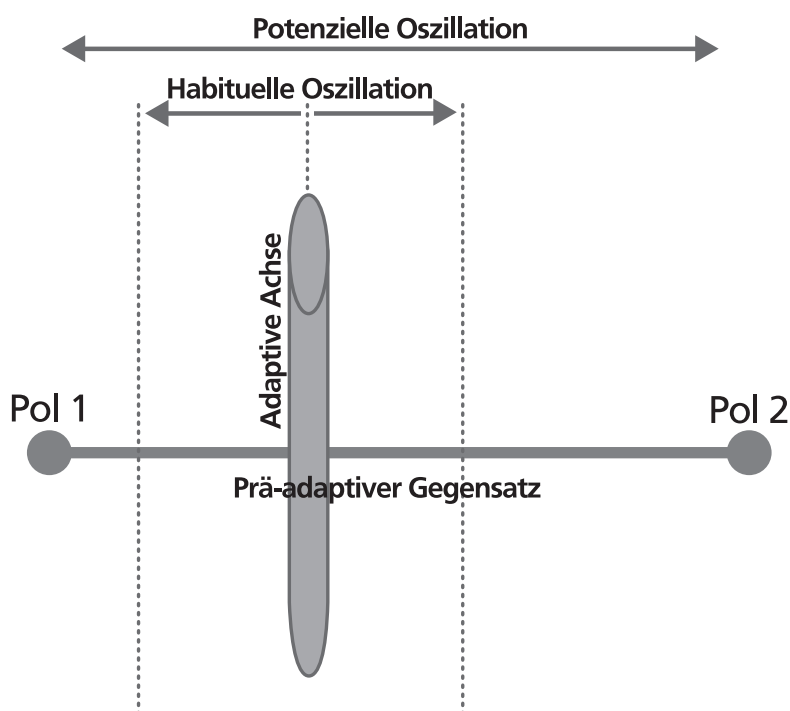 Potenzielle Oszillation
Habituelle Oszillation
Adaptive Achse
Pol 1
Pol 2
Prä-adaptiver Gegensatz